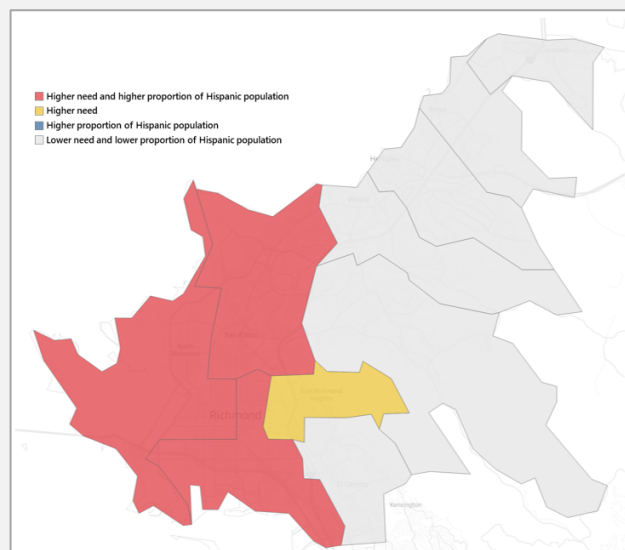 Higher need and higher proportion of Hispanic population
Higher need
Higher proportion of Hispanic population
Lower need and lower proportion of Hispanic population
Richmond
El Cerrito
Kensington